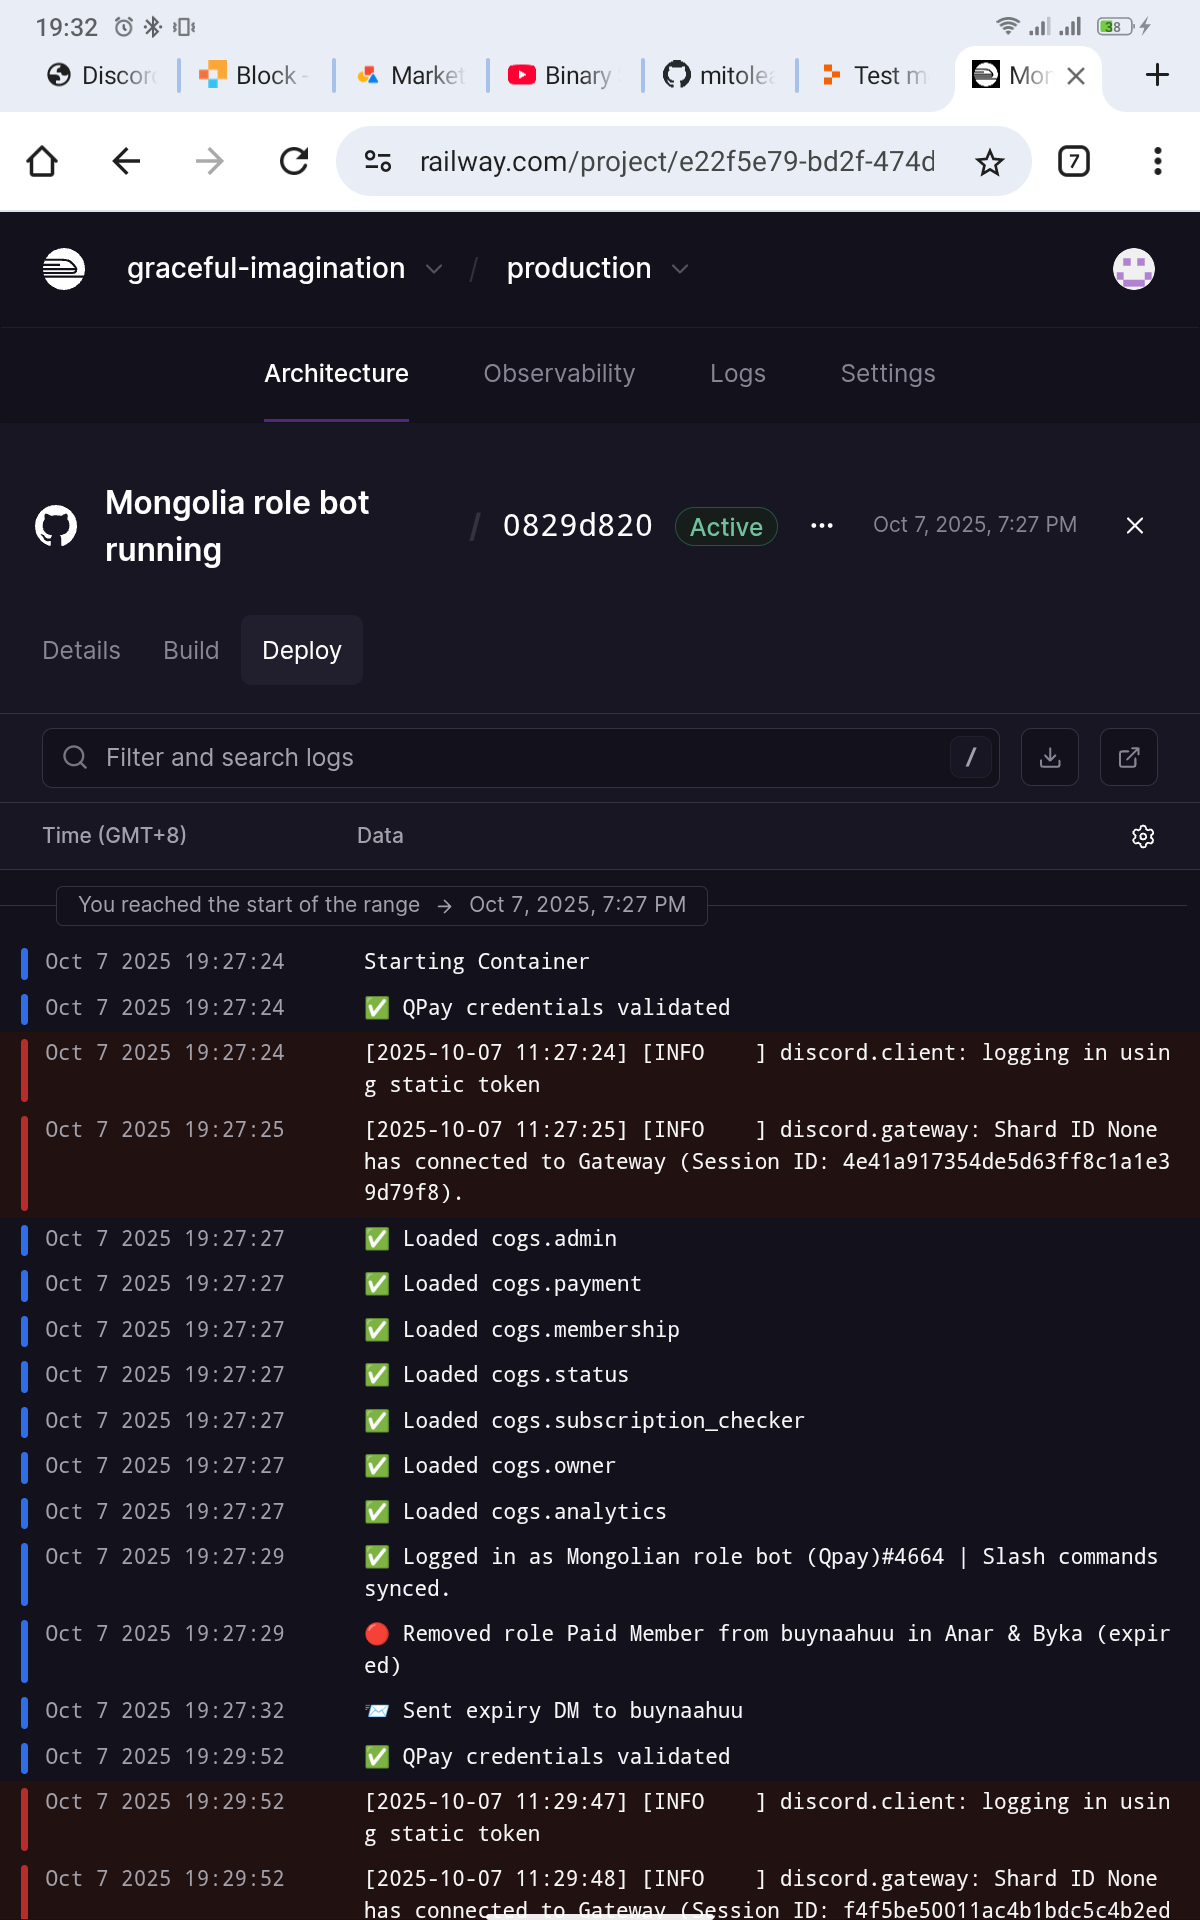 19:32
38
Discor
Block -
Market
Binary
mitolea
Test m
Mor
railway.com/project/e22f5e79-bd2f-474d
7
graceful-imagination / production
Architecture
Observability
Logs
Settings
Mongolia role bot
running
/ 0829d820
Active
Oct 7, 2025, 7:27 PM
Details
Build
Deploy
Filter and search logs
/
Time (GMT+8)
Data
You reached the start of the range → Oct 7, 2025, 7:27 PM
Oct 7 2025 19:27:24 Starting Container
Oct 7 2025 19:27:24 ✅ QPay credentials validated
Oct 7 2025 19:27:24 [2025-10-07 11:27:24] [INFO    ] discord.client: logging in usin
g static token
Oct 7 2025 19:27:25 [2025-10-07 11:27:25] [INFO    ] discord.gateway: Shard ID None
has connected to Gateway (Session ID: 4e41a917354de5d63ff8c1a1e3
9d79f8).
Oct 7 2025 19:27:27 ✅ Loaded cogs.admin
Oct 7 2025 19:27:27 ✅ Loaded cogs.payment
Oct 7 2025 19:27:27 ✅ Loaded cogs.membership
Oct 7 2025 19:27:27 ✅ Loaded cogs.status
Oct 7 2025 19:27:27 ✅ Loaded cogs.subscription_checker
Oct 7 2025 19:27:27 ✅ Loaded cogs.owner
Oct 7 2025 19:27:27 ✅ Loaded cogs.analytics
Oct 7 2025 19:27:29 ✅ Logged in as Mongolian role bot (Qpay)#4664 | Slash commands
synced.
Oct 7 2025 19:27:29 🔴 Removed role Paid Member from buynaahuu in Anar & Byka (expir
ed)
Oct 7 2025 19:27:32 📨 Sent expiry DM to buynaahuu
Oct 7 2025 19:29:52 ✅ QPay credentials validated
Oct 7 2025 19:29:52 [2025-10-07 11:29:47] [INFO    ] discord.client: logging in usin
g static token
Oct 7 2025 19:29:52 [2025-10-07 11:29:48] [INFO    ] discord.gateway: Shard ID None
has connected to Gateway (Session ID: f4f5be50011ac4b1bdc5c4b2ed